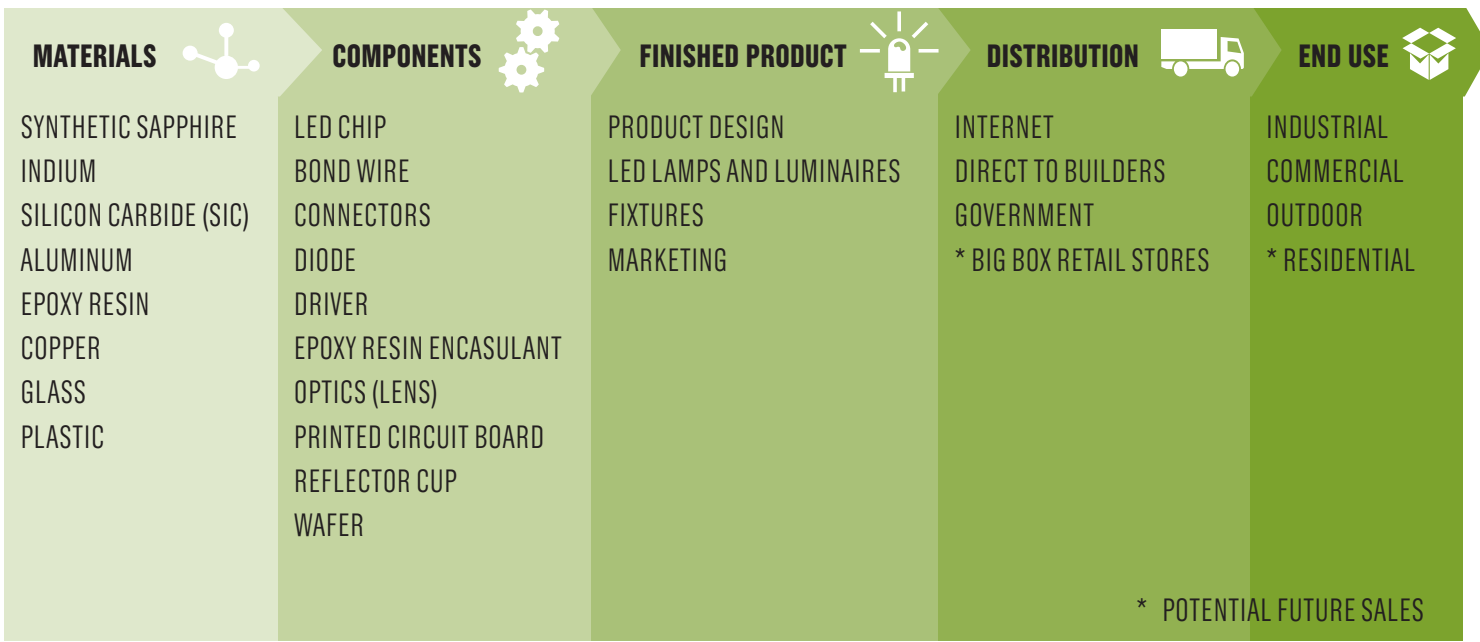 MATERIALS
SYNTHETIC SAPPHIRE
INDIUM
SILICON CARBIDE (SIC)
ALUMINUM
EPOXY RESIN
COPPER
GLASS
PLASTIC
COMPONENTS
LED CHIP
BOND WIRE
CONNECTORS
DIODE
DRIVER
EPOXY RESIN ENCASULANT
OPTICS (LENS)
PRINTED CIRCUIT BOARD
REFLECTOR CUP
WAFER
FINISHED PRODUCT
PRODUCT DESIGN
LED LAMPS AND LUMINAIRES
FIXTURES
MARKETING
DISTRIBUTION
INTERNET
DIRECT TO BUILDERS
GOVERNMENT
* BIG BOX RETAIL STORES
END USE
INDUSTRIAL
COMMERCIAL
OUTDOOR
* RESIDENTIAL
* POTENTIAL FUTURE SALES